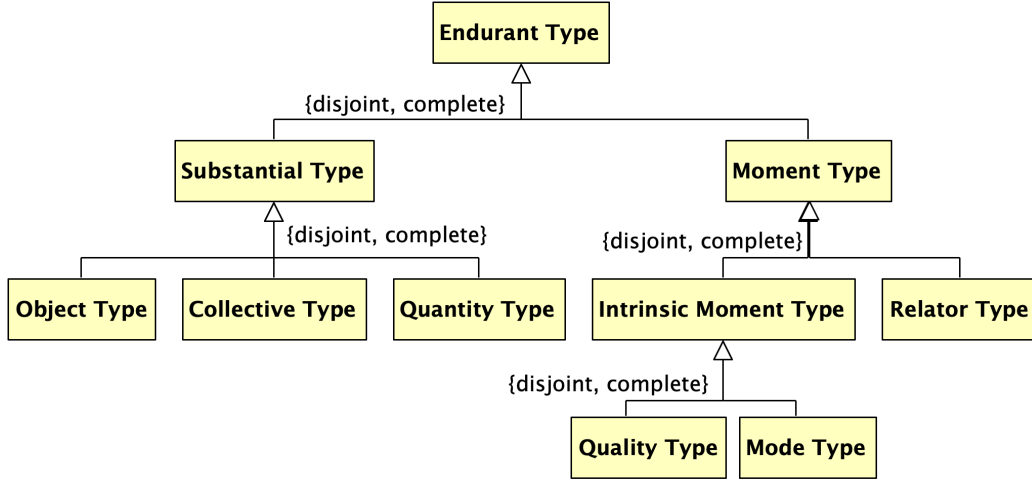 Endurant Type
{disjoint, complete}
Substantial Type
Moment Type
{disjoint, complete}
{disjoint, complete}
Object Type
Collective Type
Quantity Type
Intrinsic Moment Type
Relator Type
{disjoint, complete}
Quality Type
Mode Type